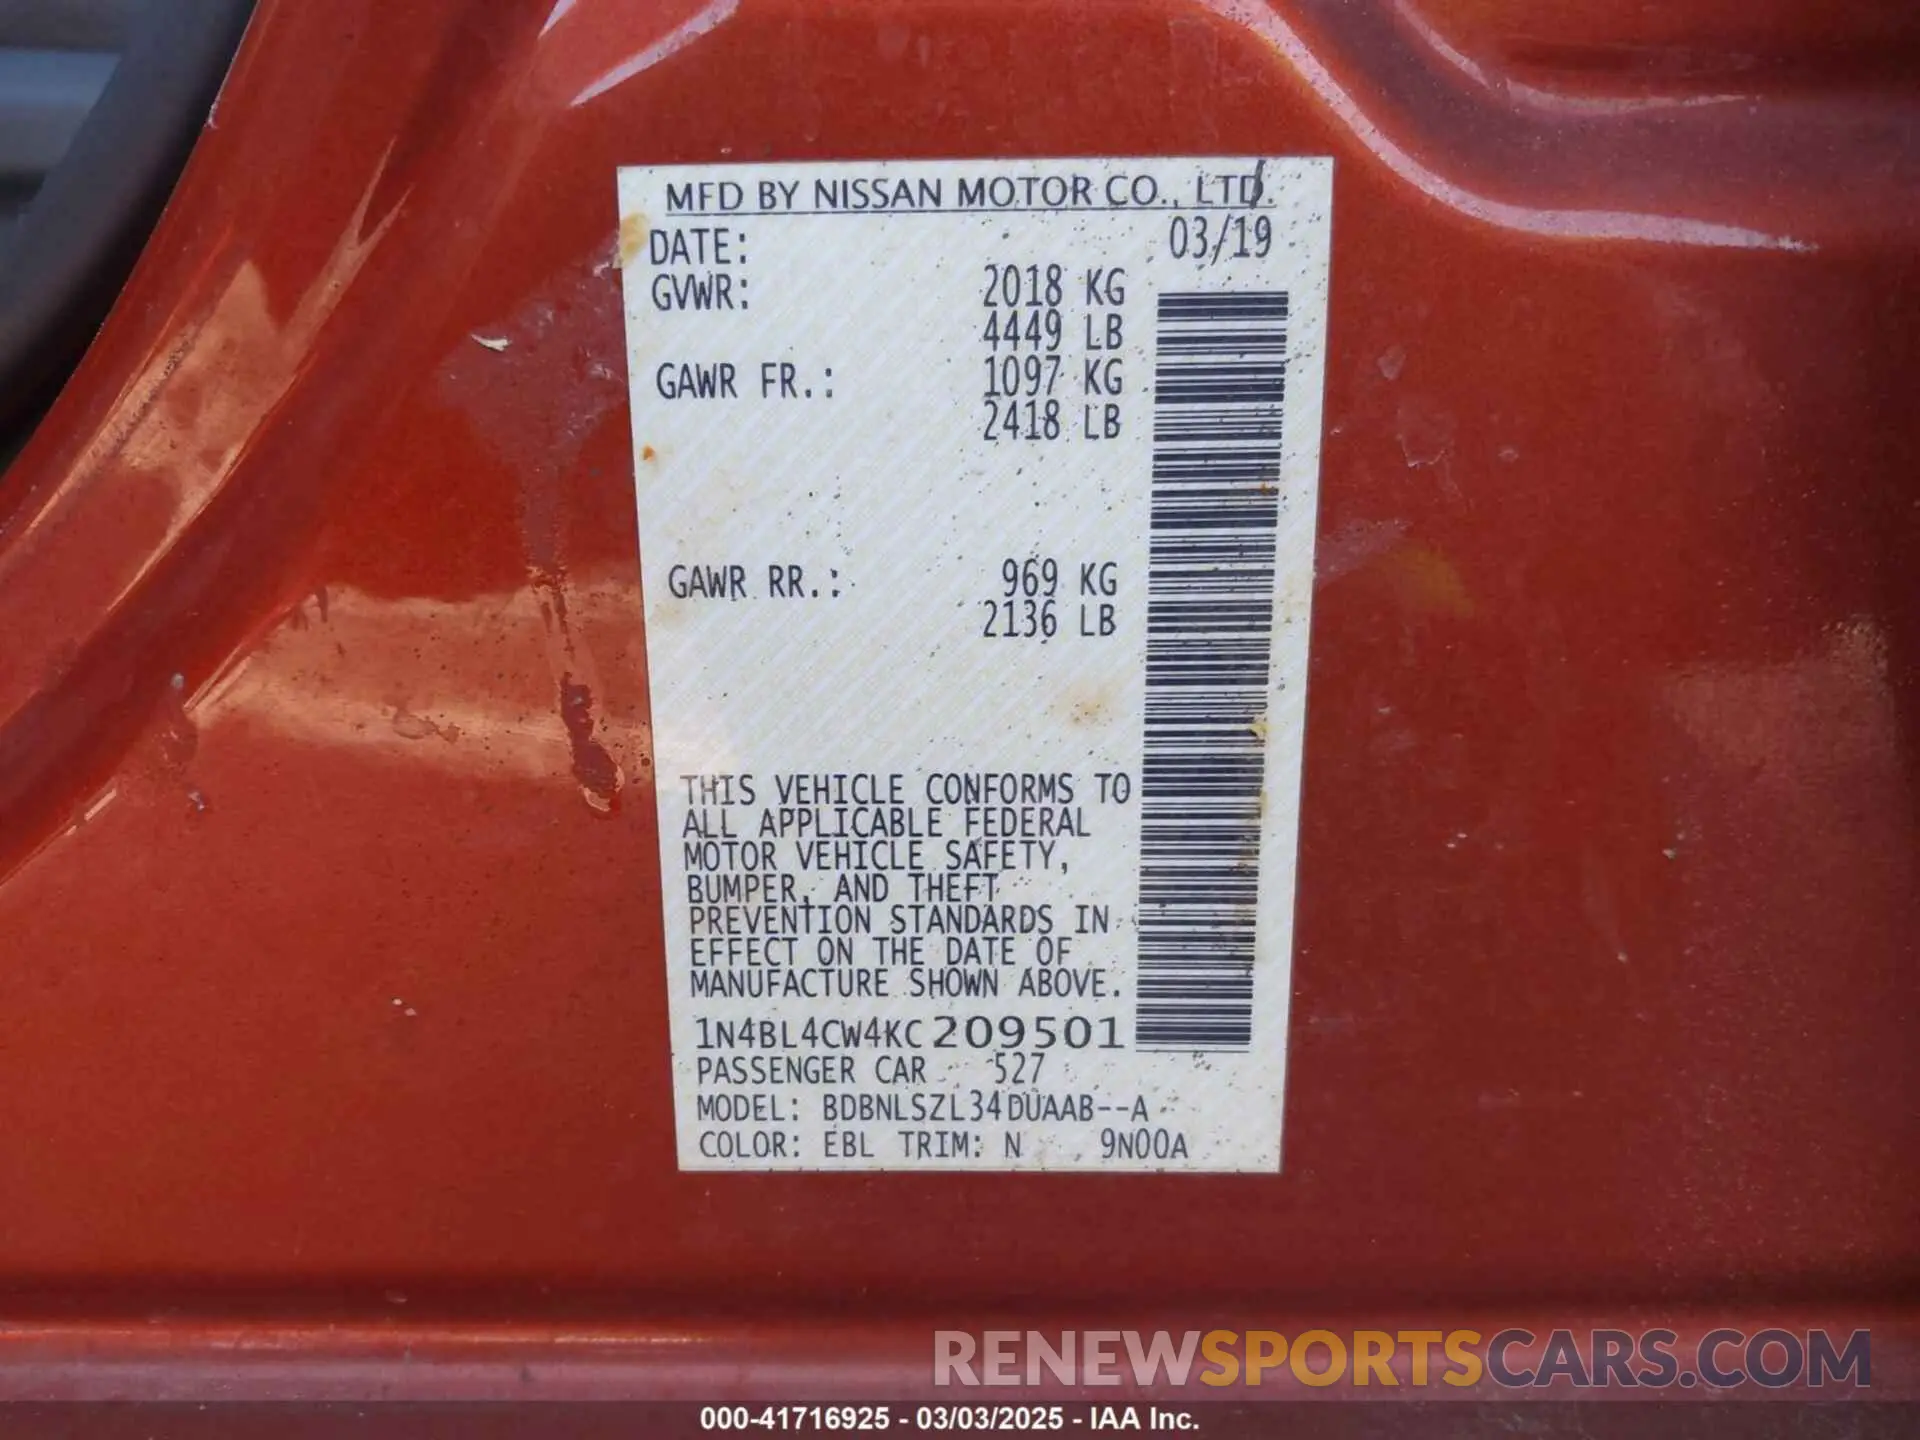 MFD BY NISSAN MOTOR CO., LTD.
DATE: 03/19
GVWR: 2018 KG
4449 LB
GAWR FR.: 1097 KG
2418 LB
GAWR RR.: 969 KG
2136 LB
THIS VEHICLE CONFORMS TO
ALL APPLICABLE FEDERAL
MOTOR VEHICLE SAFETY,
BUMPER, AND THEFT
PREVENTION STANDARDS IN
EFFECT ON THE DATE OF
MANUFACTURE SHOWN ABOVE.
1N4BL4CW4KC209501
PASSENGER CAR 527
MODEL: BDBNLSZL34DUAAB--A
COLOR: EBL TRIM: N 9N00A
RENEWSPORTSCARS.COM
000-41716925 - 03/03/2025 - IAA Inc.